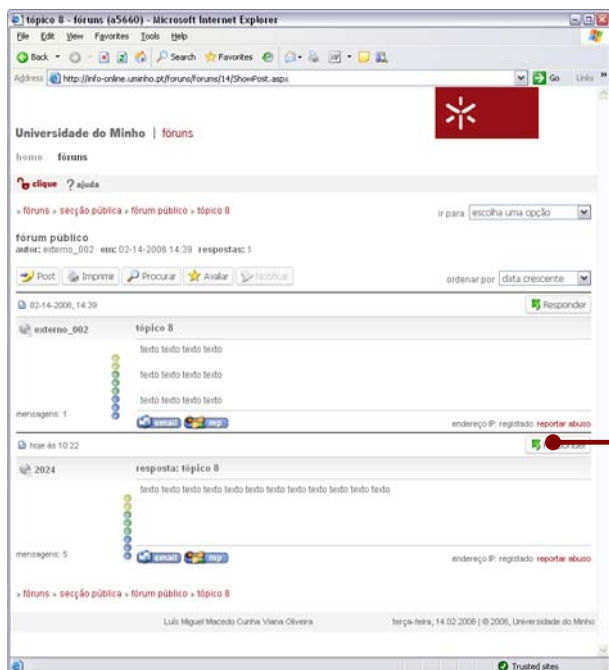 tópico 8 - fóruns (a5660) - Microsoft Internet Explorer
File Edit View Favorites Tools Help
Back Search Favorites
Address http://info-online.uminho.pt/foruns/forums/14/ShowPost.aspx Go Links »
Universidade do Minho | fóruns
home fóruns
clique ? ajuda
» fóruns » secção pública » fórum público » tópico 8 ir para escolha uma opção
fórum público
autor: externo_002 em: 02-14-2006 14:39 respostas: 1
Post Imprimir Procurar Avaliar Notificar ordenar por data crescente
02-14-2006, 14:39 Responder
externo_002 tópico 8
texto texto texto texto
texto texto texto texto
texto texto texto texto
mensagens: 1 email mp endereço IP: registado reportar abuso
hoje às 10:22
2024 resposta: tópico 8
texto texto texto texto texto texto texto texto texto texto texto texto
mensagens: 5 email mp endereço IP: registado reportar abuso
» fóruns » secção pública » fórum público » tópico 8
Luís Miguel Macedo Cunha Viana Oliveira terça-feira, 14.02.2006 | © 2006, Universidade do Minho
Trusted sites